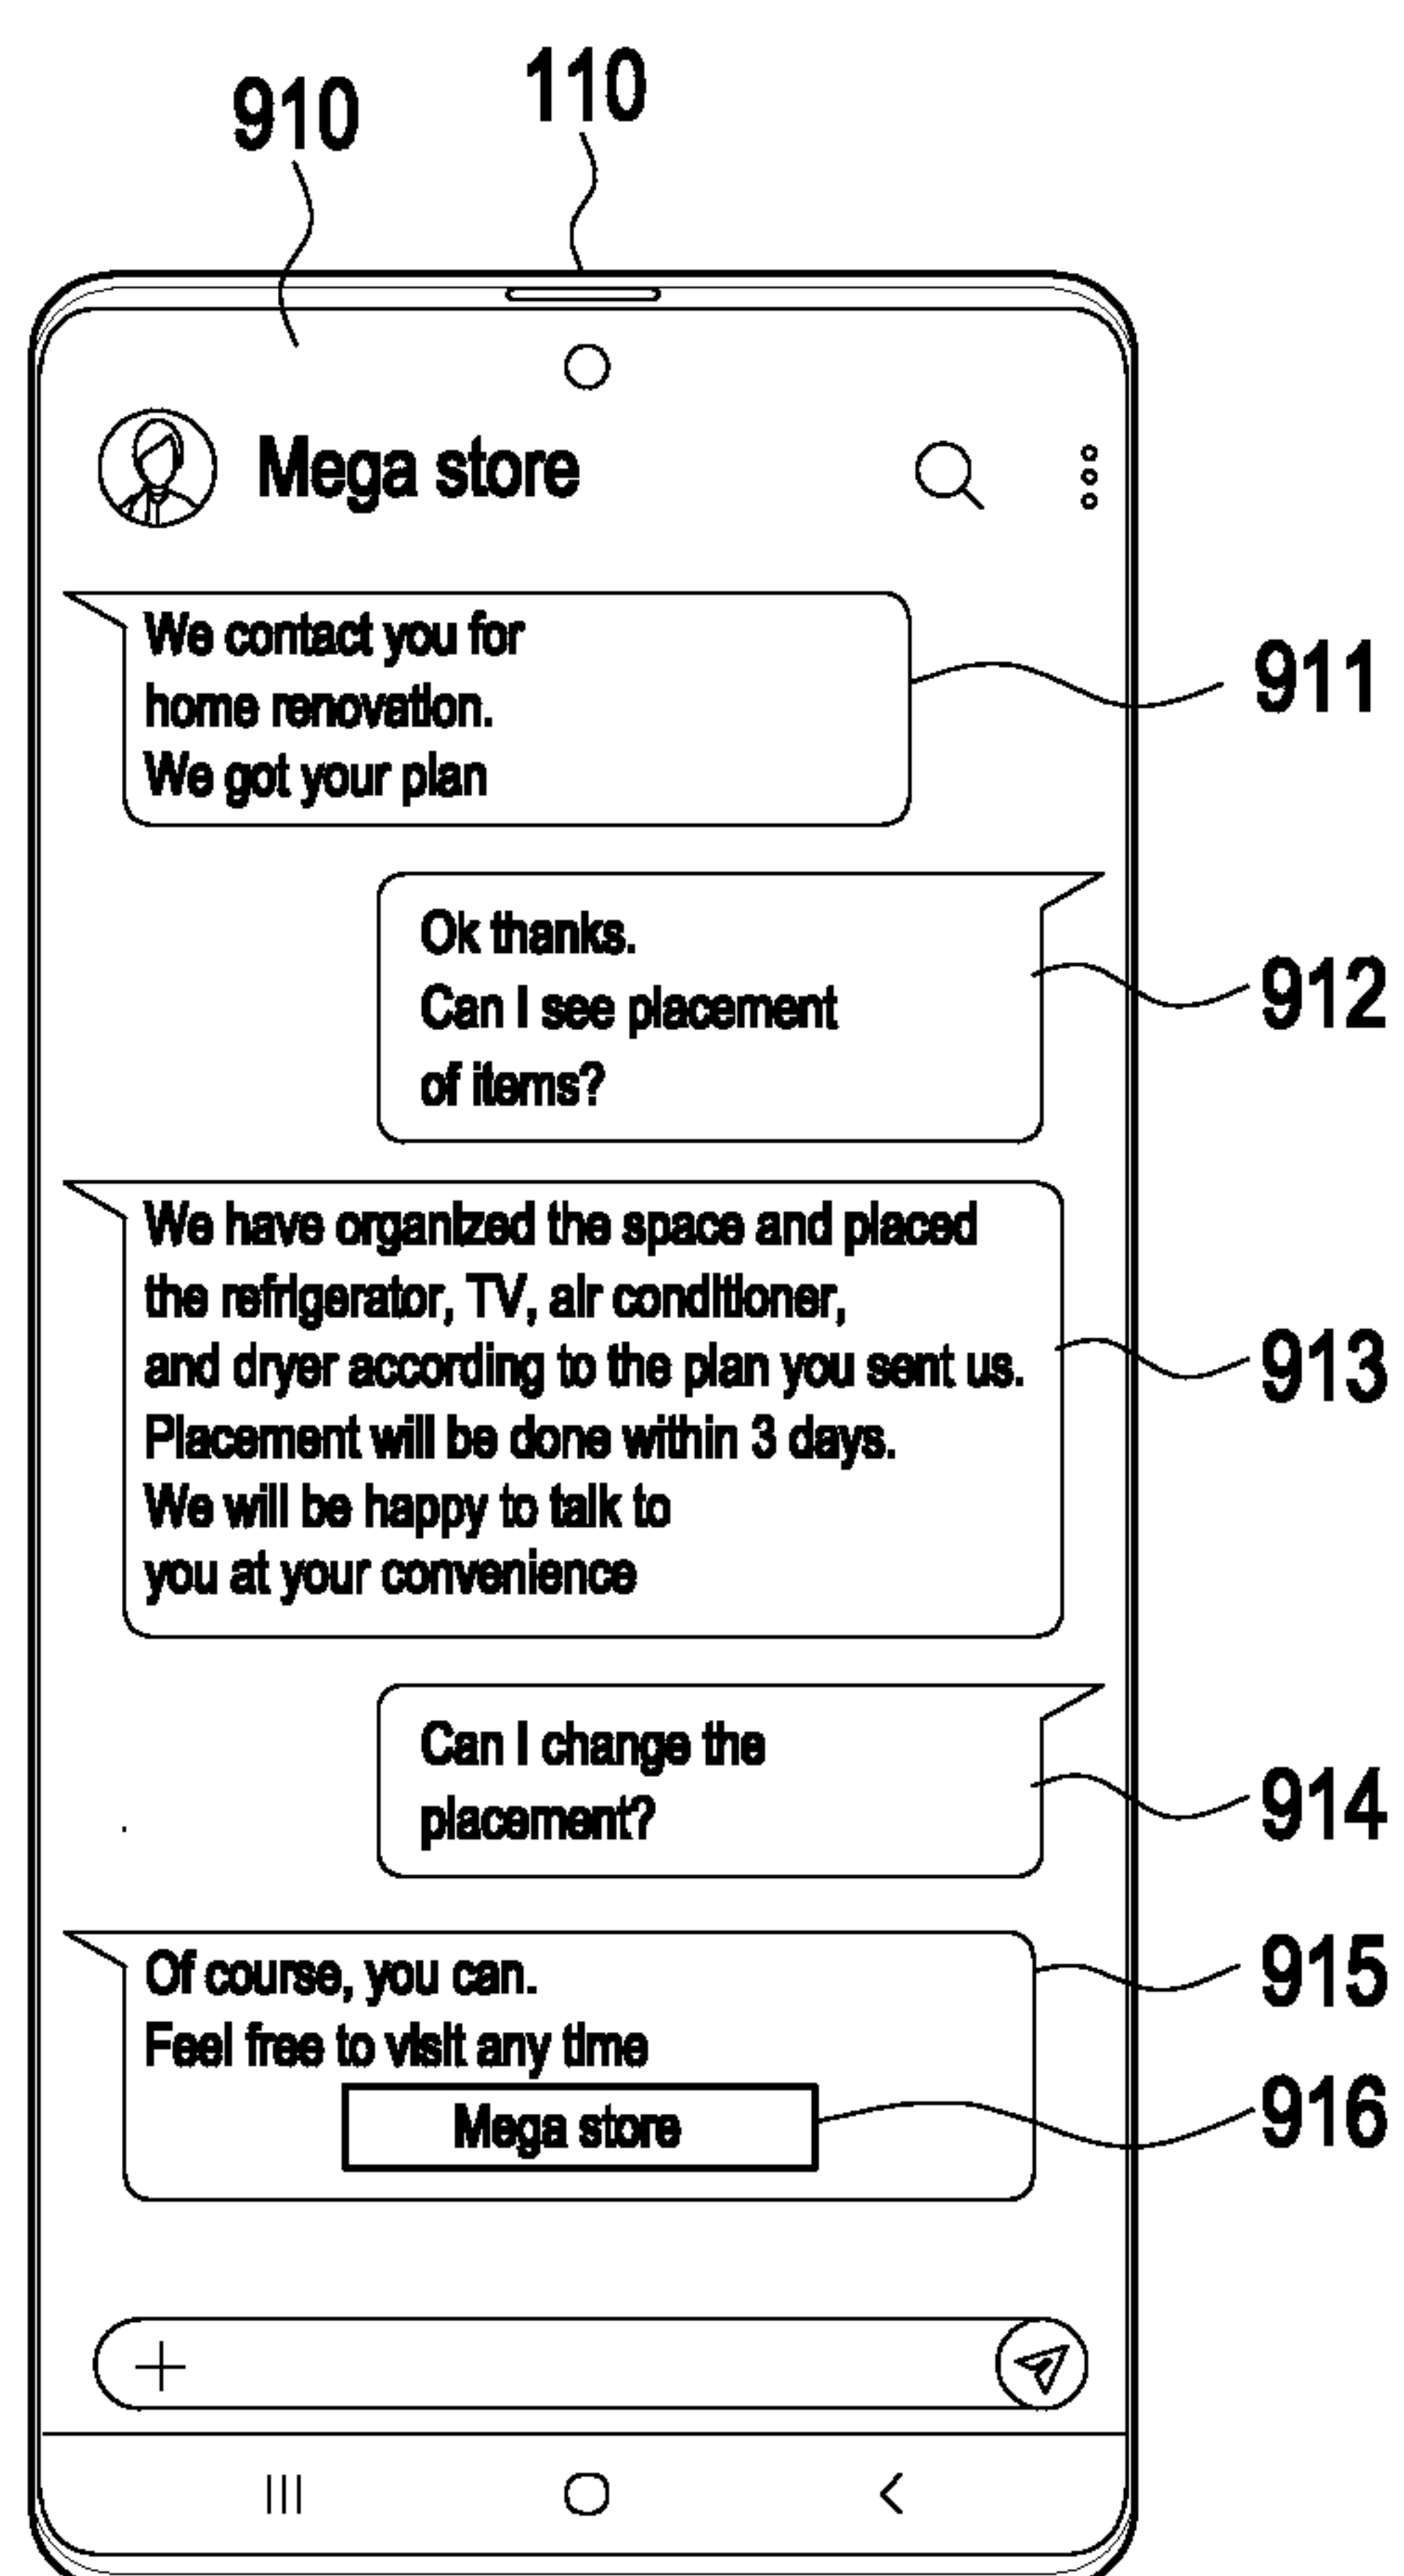 910
110
Mega store
We contact you for
home renovation.
We got your plan
911
Ok thanks.
Can I see placement
of items?
912
We have organized the space and placed
the refrigerator, TV, air conditioner,
and dryer according to the plan you sent us.
Placement will be done within 3 days.
We will be happy to talk to
you at your convenience
913
Can I change the
placement?
914
Of course, you can.
Feel free to visit any time
915
Mega store
916